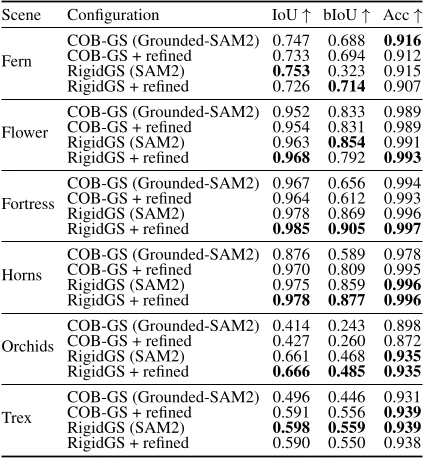 Scene Configuration IoU ↑ bIoU ↑ Acc ↑
Fern
COB-GS (Grounded-SAM2) 0.747 0.688 0.916
COB-GS + refined 0.733 0.694 0.912
RigidGS (SAM2) 0.753 0.323 0.915
RigidGS + refined 0.726 0.714 0.907
Flower
COB-GS (Grounded-SAM2) 0.952 0.833 0.989
COB-GS + refined 0.954 0.831 0.989
RigidGS (SAM2) 0.963 0.854 0.991
RigidGS + refined 0.968 0.792 0.993
Fortress
COB-GS (Grounded-SAM2) 0.967 0.656 0.994
COB-GS + refined 0.964 0.612 0.993
RigidGS (SAM2) 0.978 0.869 0.996
RigidGS + refined 0.985 0.905 0.997
Horns
COB-GS (Grounded-SAM2) 0.876 0.589 0.978
COB-GS + refined 0.970 0.809 0.995
RigidGS (SAM2) 0.975 0.859 0.996
RigidGS + refined 0.978 0.877 0.996
Orchids
COB-GS (Grounded-SAM2) 0.414 0.243 0.898
COB-GS + refined 0.427 0.260 0.872
RigidGS (SAM2) 0.661 0.468 0.935
RigidGS + refined 0.666 0.485 0.935
Trex
COB-GS (Grounded-SAM2) 0.496 0.446 0.931
COB-GS + refined 0.591 0.556 0.939
RigidGS (SAM2) 0.598 0.559 0.939
RigidGS + refined 0.590 0.550 0.938